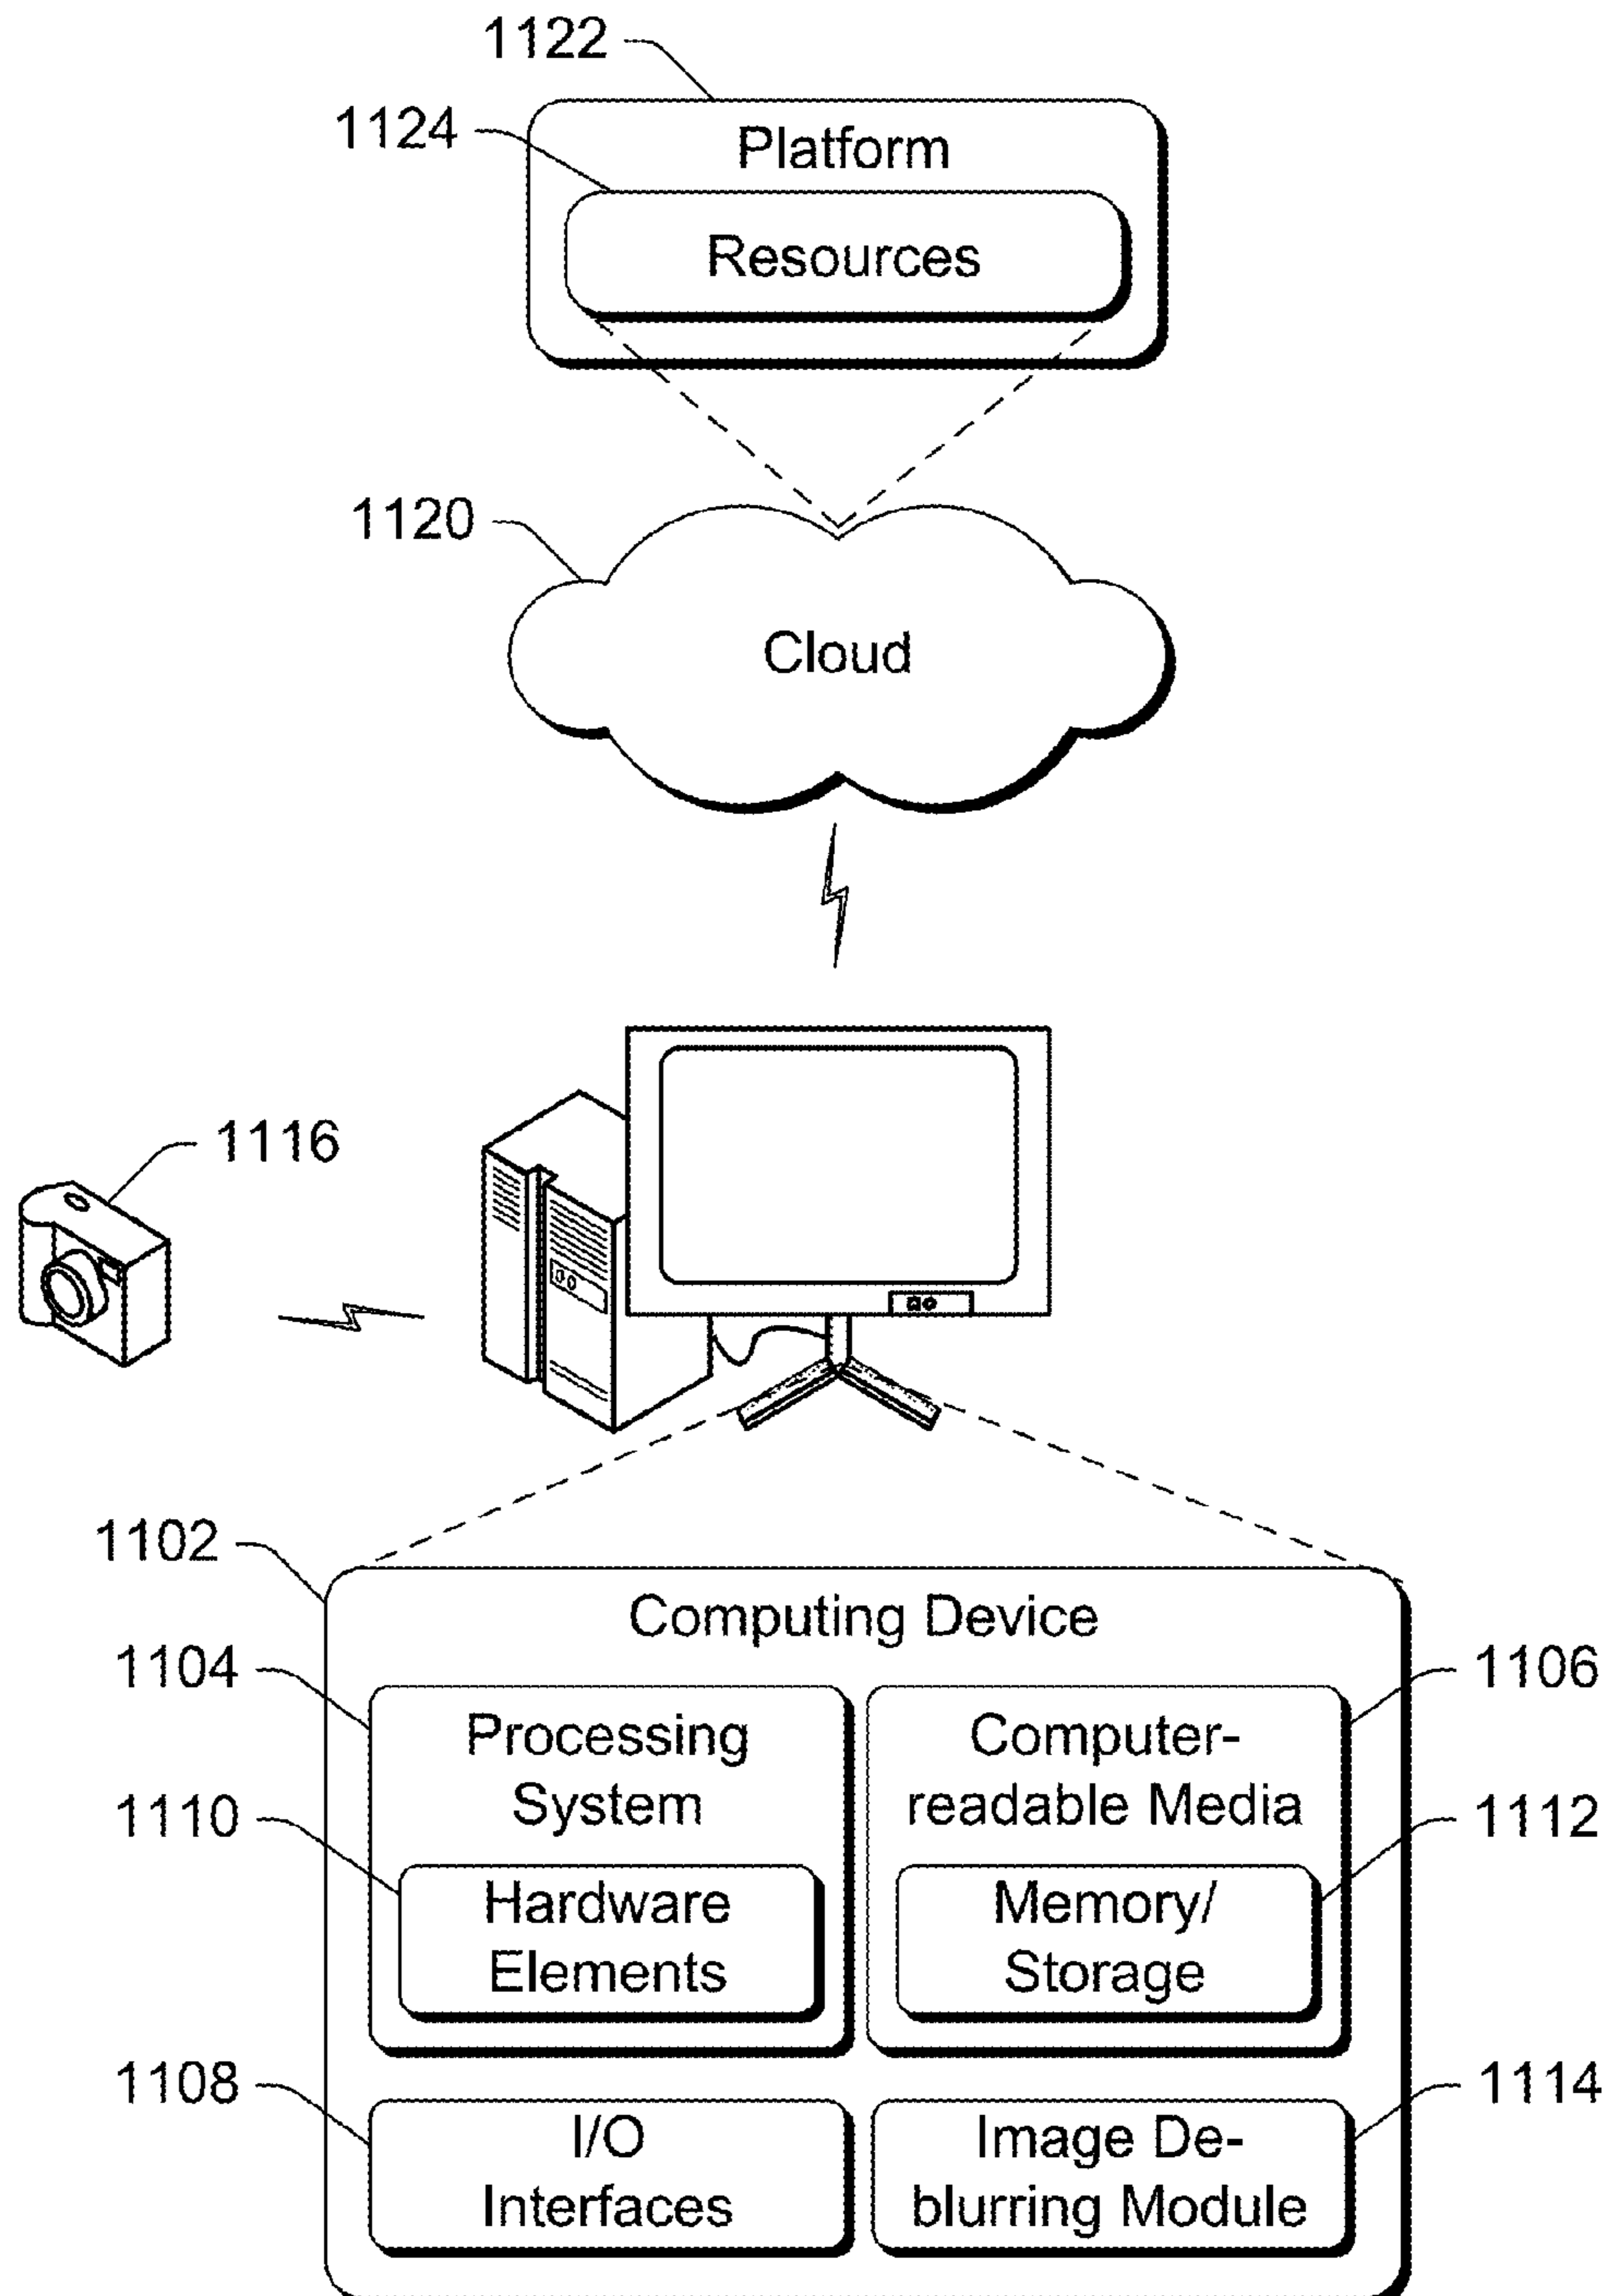 1122
1124
Platform
Resources
1120
Cloud
1116
1102
Computing Device
1104
1106
Processing
System
Computer-
readable Media
1110
1112
Hardware
Elements
Memory/
Storage
1108
1114
I/O
Interfaces
Image De-
blurring Module